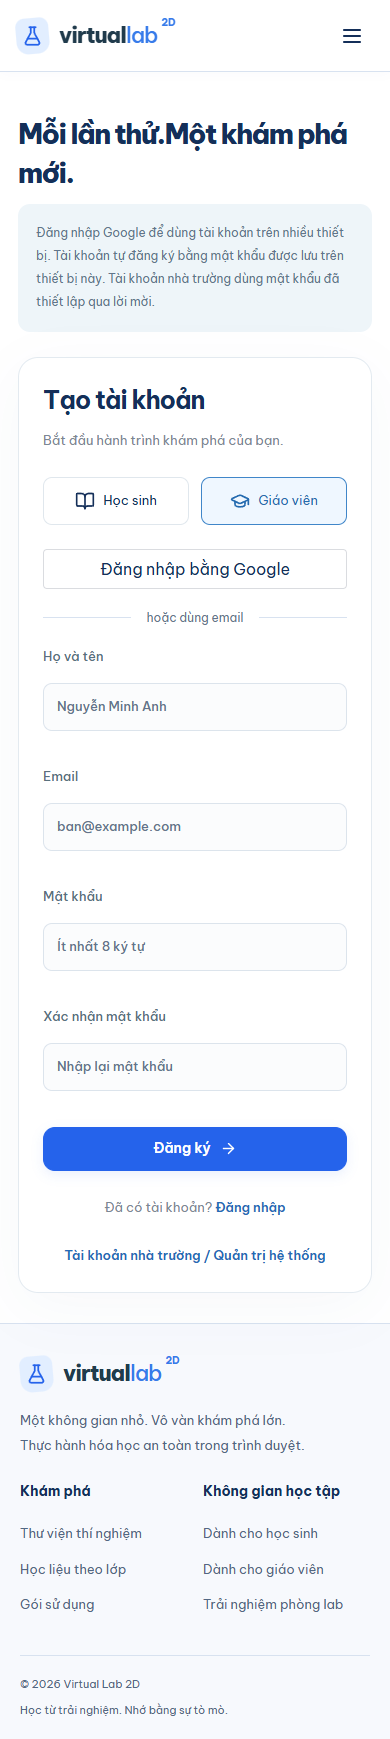 virtuallab 2D
Mỗi lần thử.Một khám phá
mới.
Đăng nhập Google để dùng tài khoản trên nhiều thiết
bị. Tài khoản tự đăng ký bằng mật khẩu được lưu trên
thiết bị này. Tài khoản nhà trường dùng mật khẩu đã
thiết lập qua lời mời.
Tạo tài khoản
Bắt đầu hành trình khám phá của bạn.
Học sinh
Giáo viên
Đăng nhập bằng Google
hoặc dùng email
Họ và tên
Nguyễn Minh Anh
Email
ban@example.com
Mật khẩu
Ít nhất 8 ký tự
Xác nhận mật khẩu
Nhập lại mật khẩu
Đăng ký →
Đã có tài khoản? Đăng nhập
Tài khoản nhà trường / Quản trị hệ thống
virtuallab 2D
Một không gian nhỏ. Vô vàn khám phá lớn.
Thực hành hóa học an toàn trong trình duyệt.
Khám phá
Thư viện thí nghiệm
Học liệu theo lớp
Gói sử dụng
Không gian học tập
Dành cho học sinh
Dành cho giáo viên
Trải nghiệm phòng lab
© 2026 Virtual Lab 2D
Học từ trải nghiệm. Nhớ bằng sự tò mò.